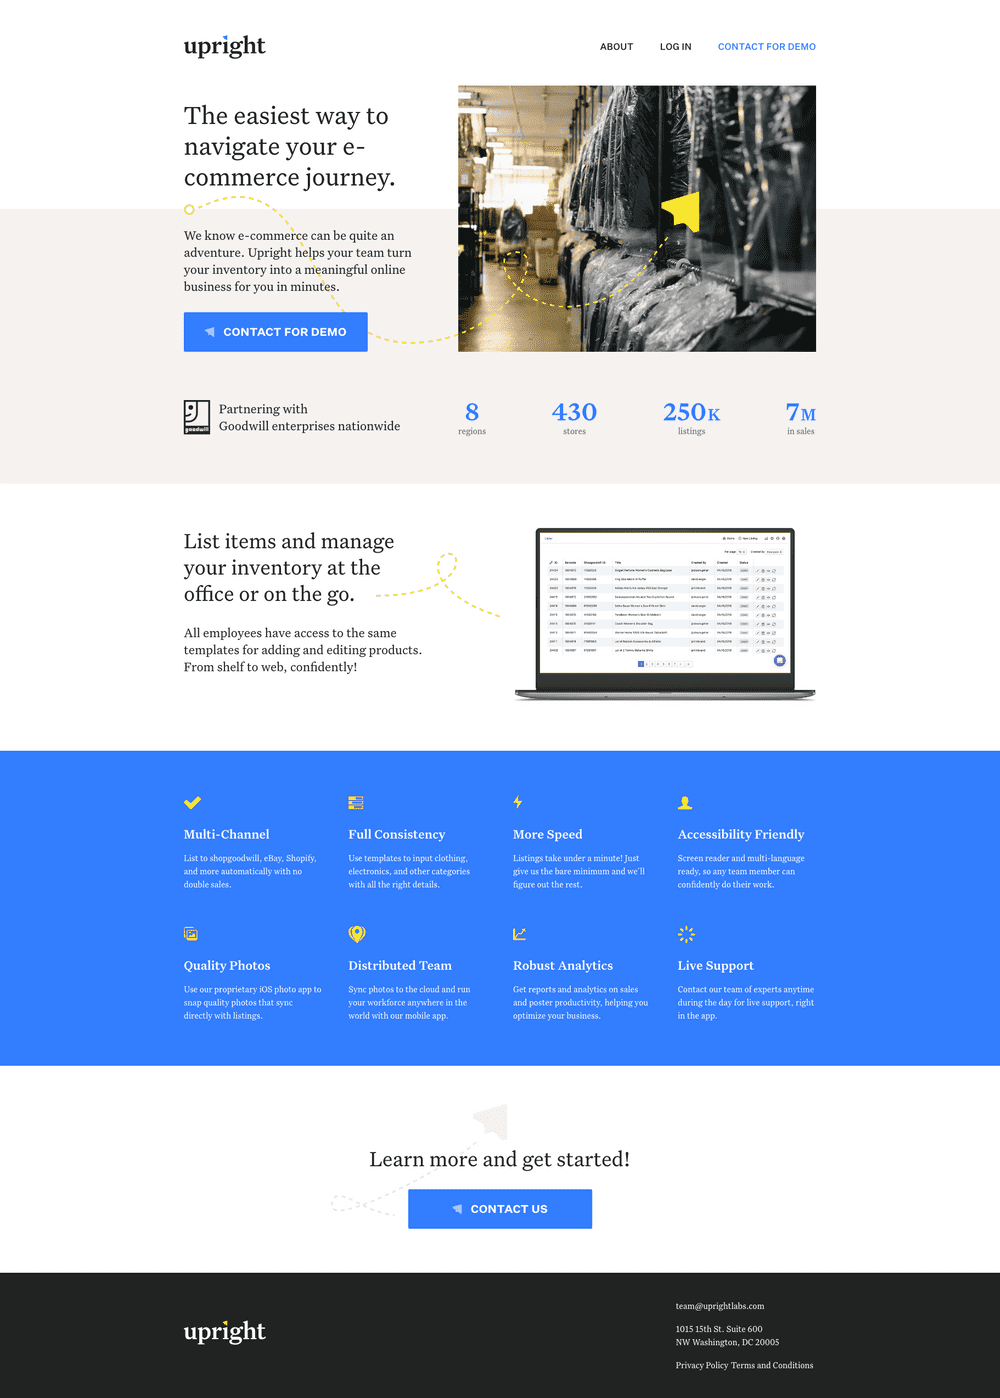 upright
ABOUT
LOG IN
CONTACT FOR DEMO
The easiest way to
navigate your e-
commerce journey.
We know e-commerce can be quite an
adventure. Upright helps your team turn
your inventory into a meaningful online
business for you in minutes.
CONTACT FOR DEMO
goodwill
Partnering with
Goodwill enterprises nationwide
8
regions
430
stores
250K
listings
7M
in sales
List items and manage
your inventory at the
office or on the go.
All employees have access to the same
templates for adding and editing products.
From shelf to web, confidently!
Multi-Channel
List to shopgoodwill, eBay, Shopify,
and more automatically with no
double sales.
Full Consistency
Use templates to input clothing,
electronics, and other categories
with all the right details.
More Speed
Listings take under a minute! Just
give us the bare minimum and we'll
figure out the rest.
Accessibility Friendly
Screen reader and multi-language
ready, so any team member can
confidently do their work.
Quality Photos
Use our proprietary iOS photo app to
snap quality photos that sync
directly with listings.
Distributed Team
Sync photos to the cloud and run
your workforce anywhere in the
world with our mobile app.
Robust Analytics
Get reports and analytics on sales
and poster productivity, helping you
optimize your business.
Live Support
Contact our team of experts anytime
during the day for live support, right
in the app.
Learn more and get started!
CONTACT US
upright
team@uprightlabs.com
1015 15th St. Suite 600
NW Washington, DC 20005
Privacy Policy Terms and Conditions